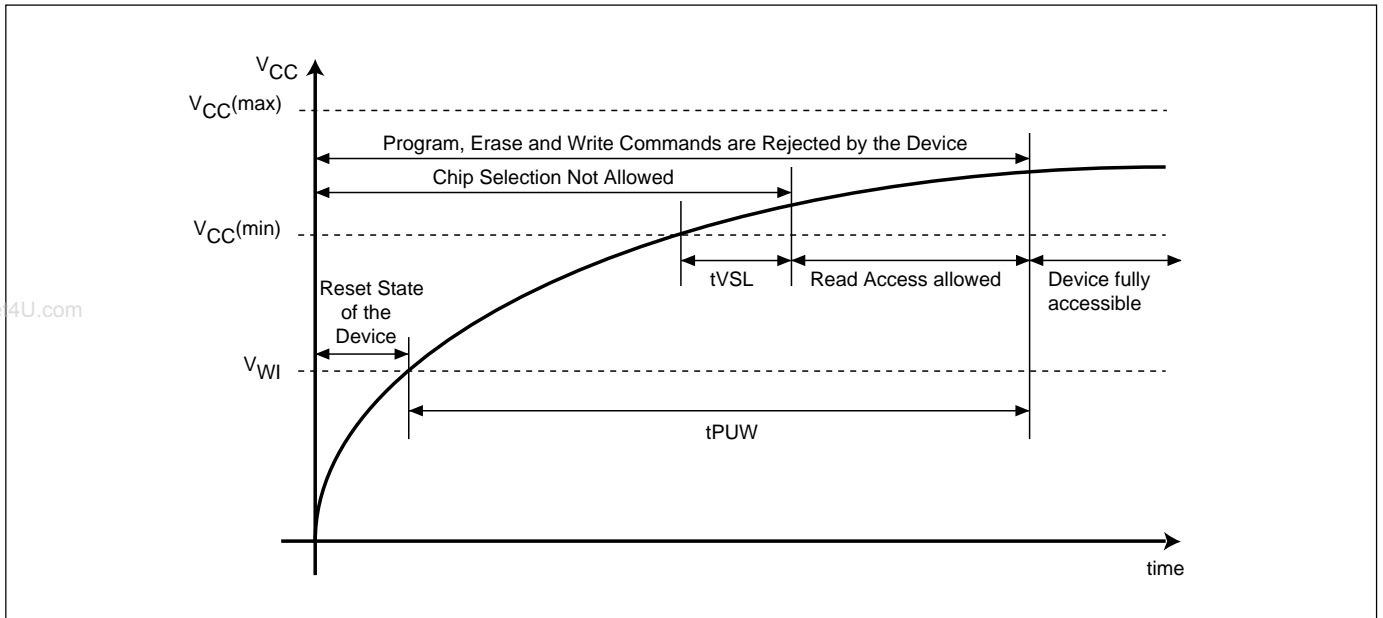 VCC
VCC(max)
Program, Erase and Write Commands are Rejected by the Device
Chip Selection Not Allowed
VCC(min)
tVSL
Read Access allowed
Device fully
accessible
Reset State
of the
Device
VWI
tPUW
time
4U.com